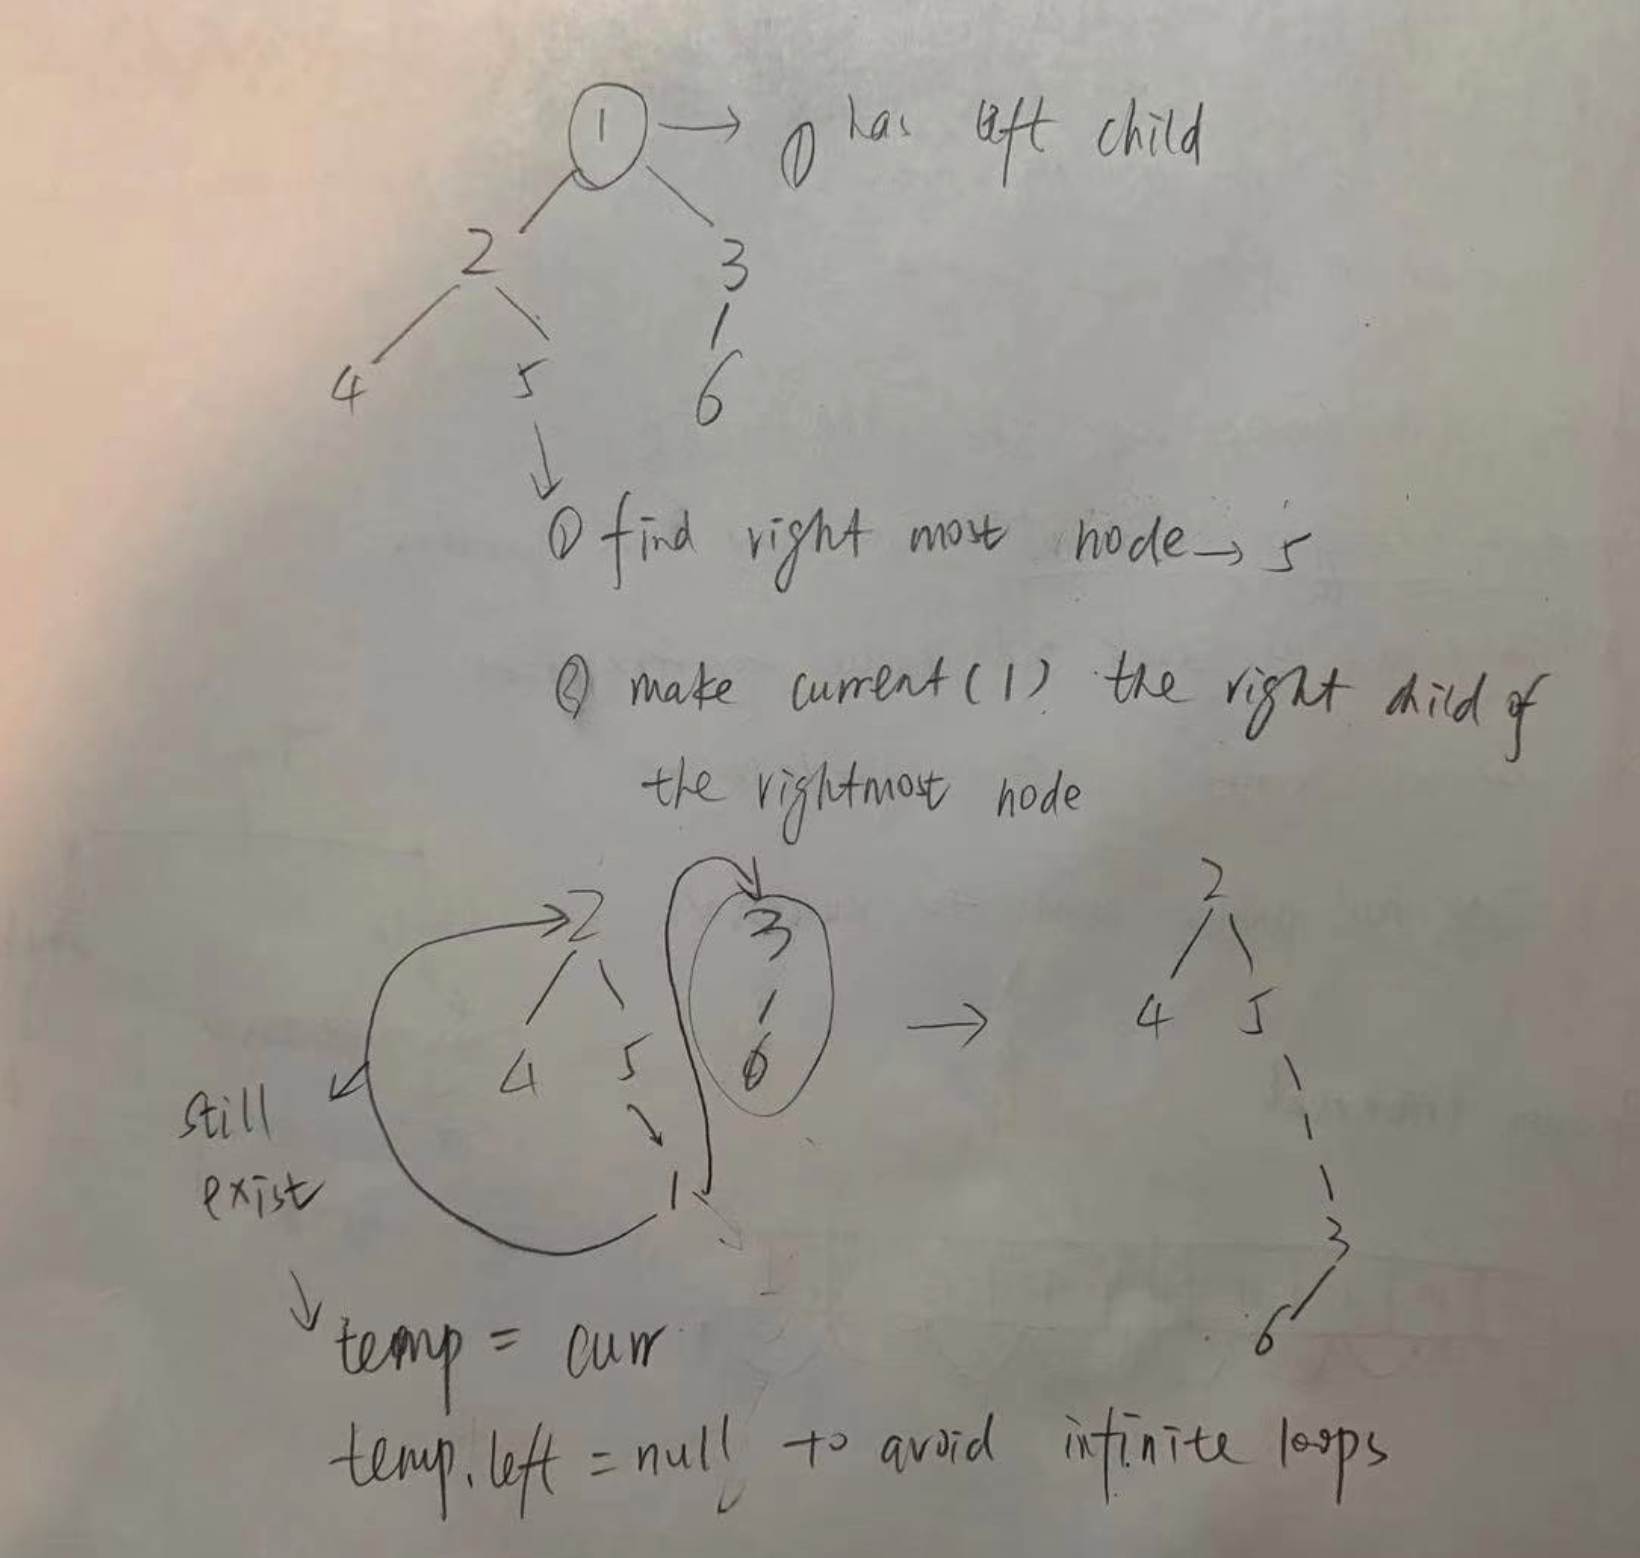 1 → ① has left child
2 3
4 5 6
① find right most node → 5
② make current (1) the right child of
the rightmost node
2 3 → 2
4 5 6 4 5
still
exist
1
3
6
temp = curr
temp.left = null to avoid infinite loops